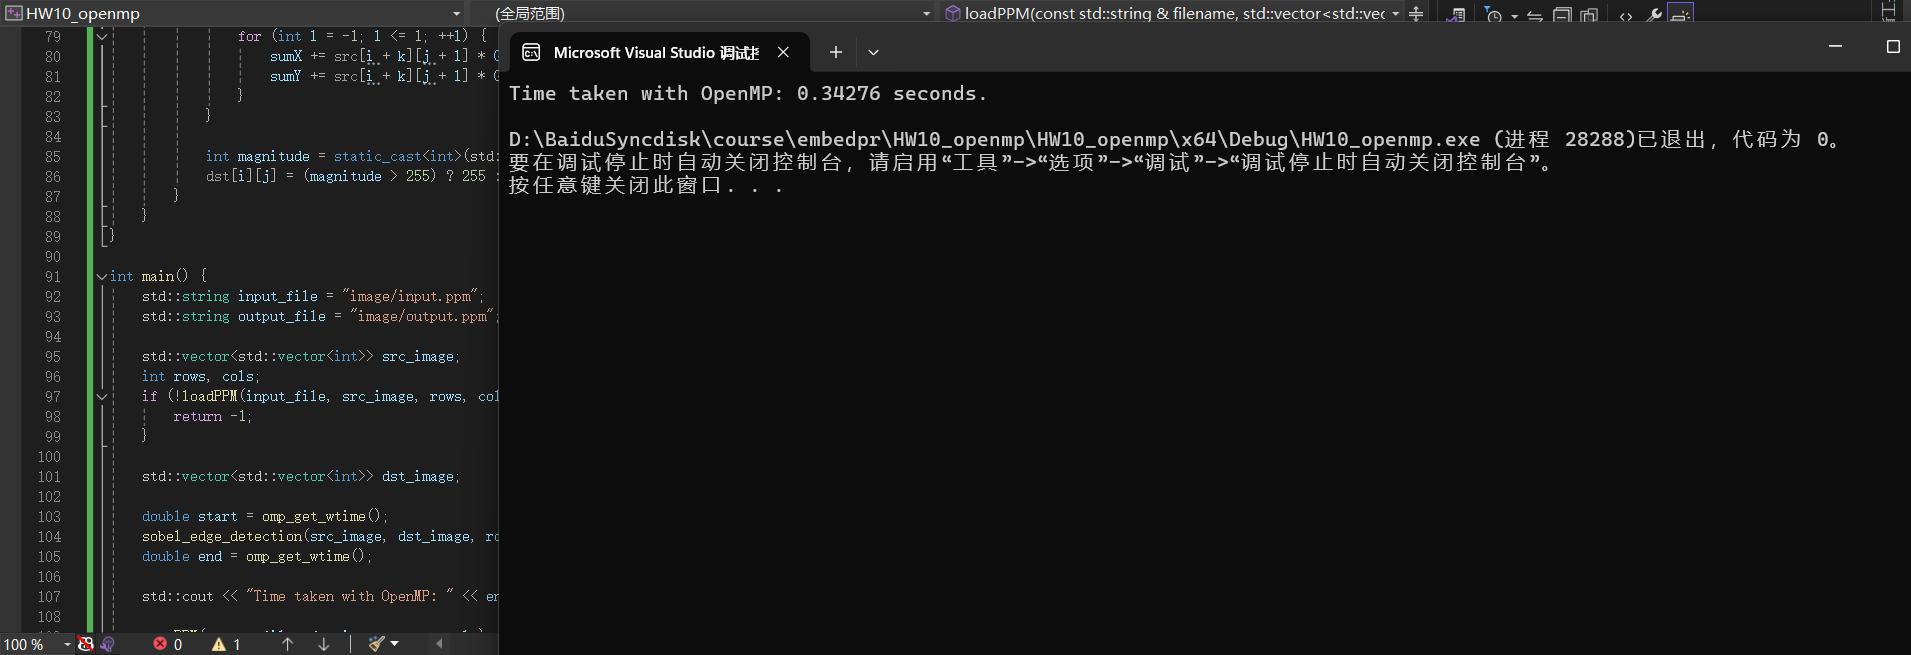 HW10_openmp
(全局范围)
loadPPM(const std::string & filename, std::vector<std::vec
79 for (int l = -1; l <= 1; ++l) {
80 sumX += src[i + k][j + l] * G
81 sumY += src[i + k][j + l] * G
82 }
83 }
84
85 int magnitude = static_cast<int>(std:
86 dst[i][j] = (magnitude > 255) ? 255 :
87 }
88 }
89 }
90
91 int main() {
92 std::string input_file = "image/input.ppm";
93 std::string output_file = "image/output.ppm";
94
95 std::vector<std::vector<int>> src_image;
96 int rows, cols;
97 if (!loadPPM(input_file, src_image, rows, col
98 return -1;
99 }
100
101 std::vector<std::vector<int>> dst_image;
102
103 double start = omp_get_wtime();
104 sobel_edge_detection(src_image, dst_image, ro
105 double end = omp_get_wtime();
106
107 std::cout << "Time taken with OpenMP: " << en
108
100 %
0
1
Microsoft Visual Studio 调试控
Time taken with OpenMP: 0.34276 seconds.
D:\BaiduSyncdisk\course\embedpr\HW10_openmp\HW10_openmp\x64\Debug\HW10_openmp.exe (进程 28288)已退出，代码为 0。
要在调试停止时自动关闭控制台，请启用“工具”->“选项”->“调试”->“调试停止时自动关闭控制台”。
按任意键关闭此窗口. . .